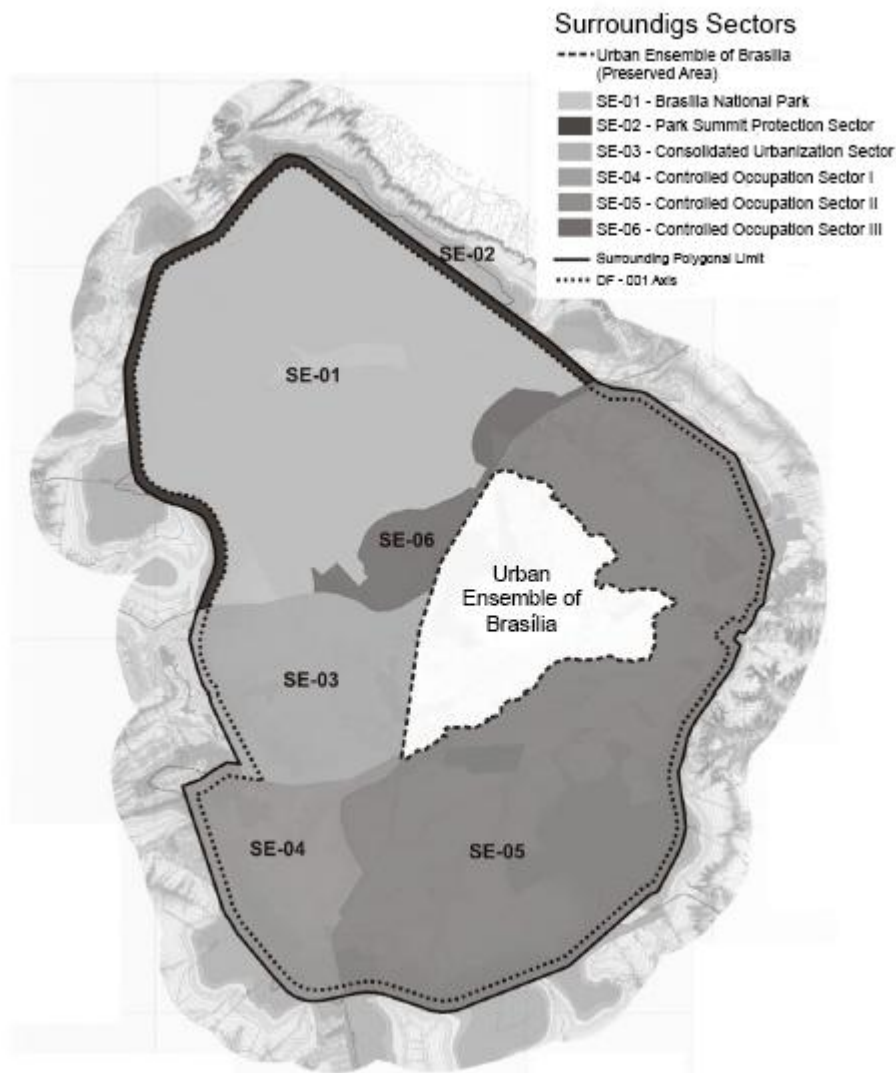 Surroundigs Sectors
Urban Ensemble of Brasília
(Preserved Area)
SE-01 - Brasília National Park
SE-02 - Park Summit Protection Sector
SE-03 - Consolidated Urbanization Sector
SE-04 - Controlled Occupation Sector I
SE-05 - Controlled Occupation Sector II
SE-06 - Controlled Occupation Sector III
Surrounding Polygonal Limit
DF - 001 Axis
SE-02
SE-01
SE-06
Urban
Ensemble of
Brasília
SE-03
SE-04
SE-05